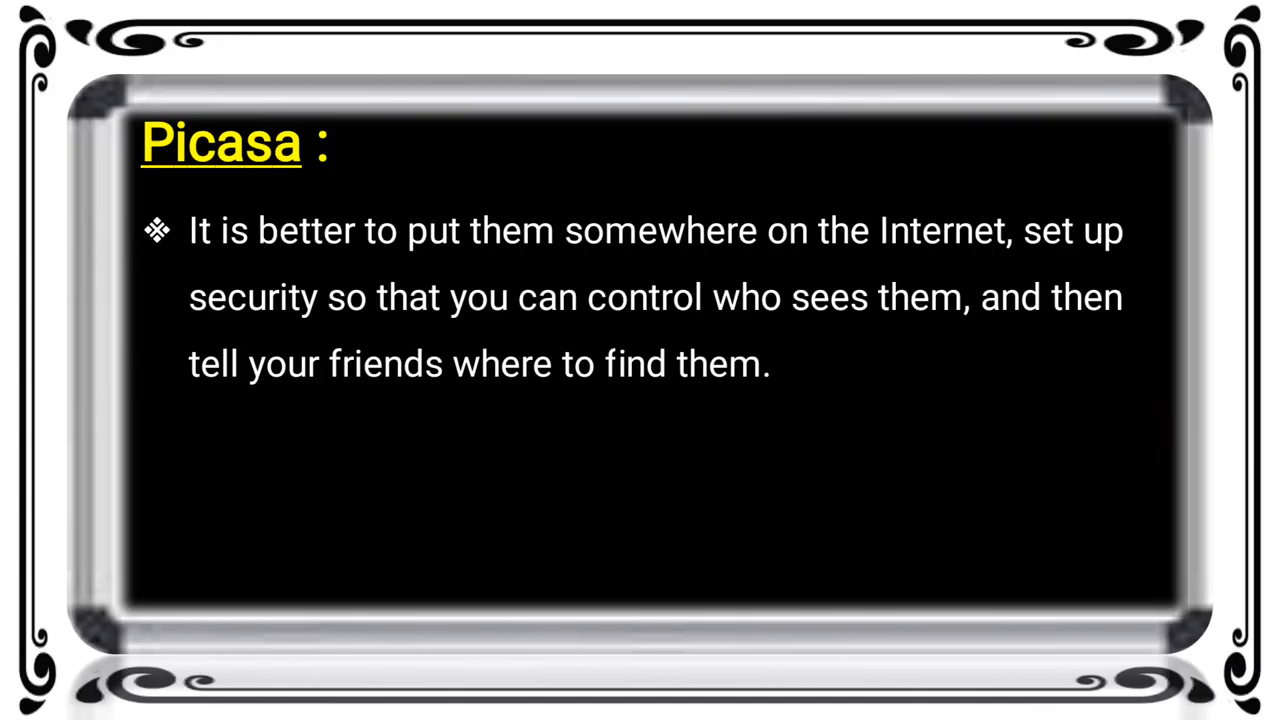 Picasa :
❖ It is better to put them somewhere on the Internet, set up
security so that you can control who sees them, and then
tell your friends where to find them.